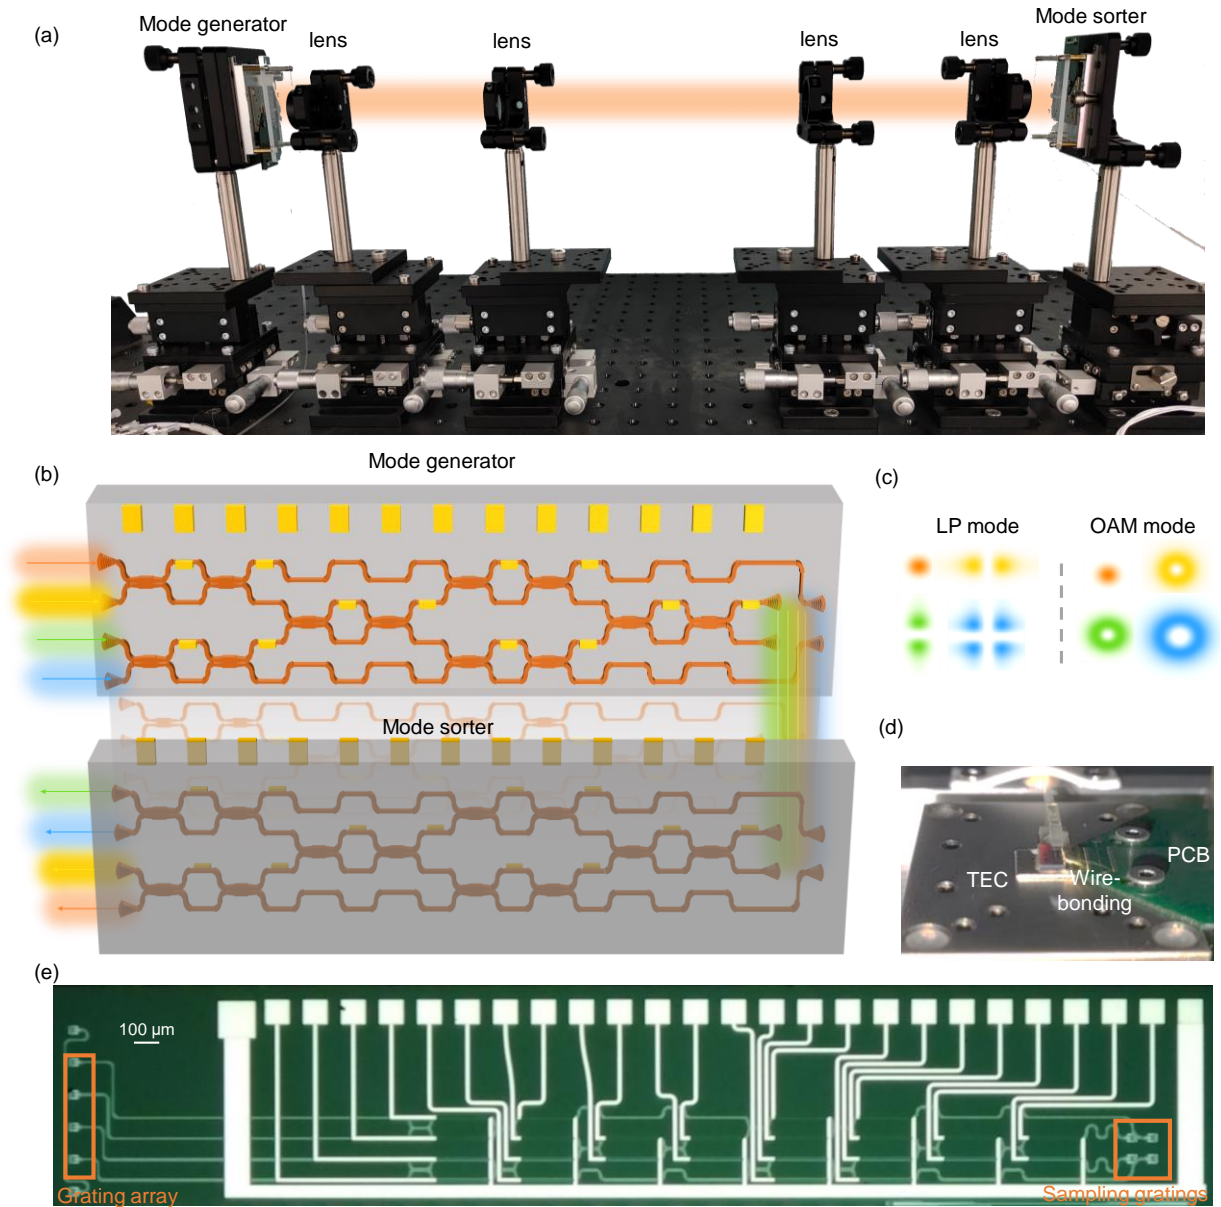 (a)
Mode generator
lens
lens
lens
lens
Mode sorter
(b)
Mode generator
Mode sorter
(c)
LP mode
OAM mode
(d)
TEC
Wire-
bonding
PCB
(e)
100 µm
Grating array
Sampling gratings